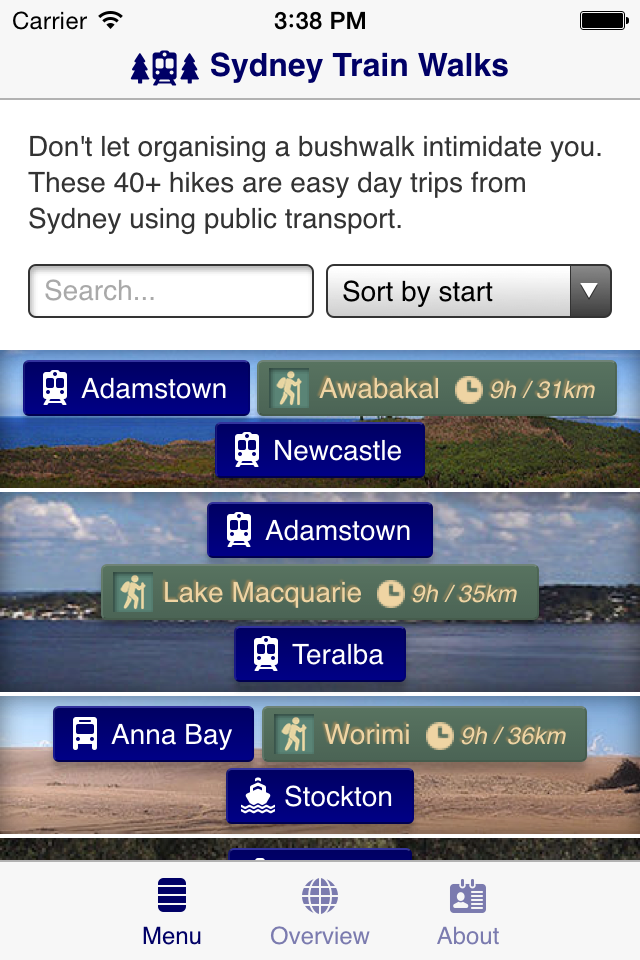 Carrier 3:38 PM
Sydney Train Walks
Don't let organising a bushwalk intimidate you.
These 40+ hikes are easy day trips from
Sydney using public transport.
Search... Sort by start
Adamstown Awabakal 9h / 31km
Newcastle
Adamstown
Lake Macquarie 9h / 35km
Teralba
Anna Bay Worimi 9h / 36km
Stockton
Menu Overview About